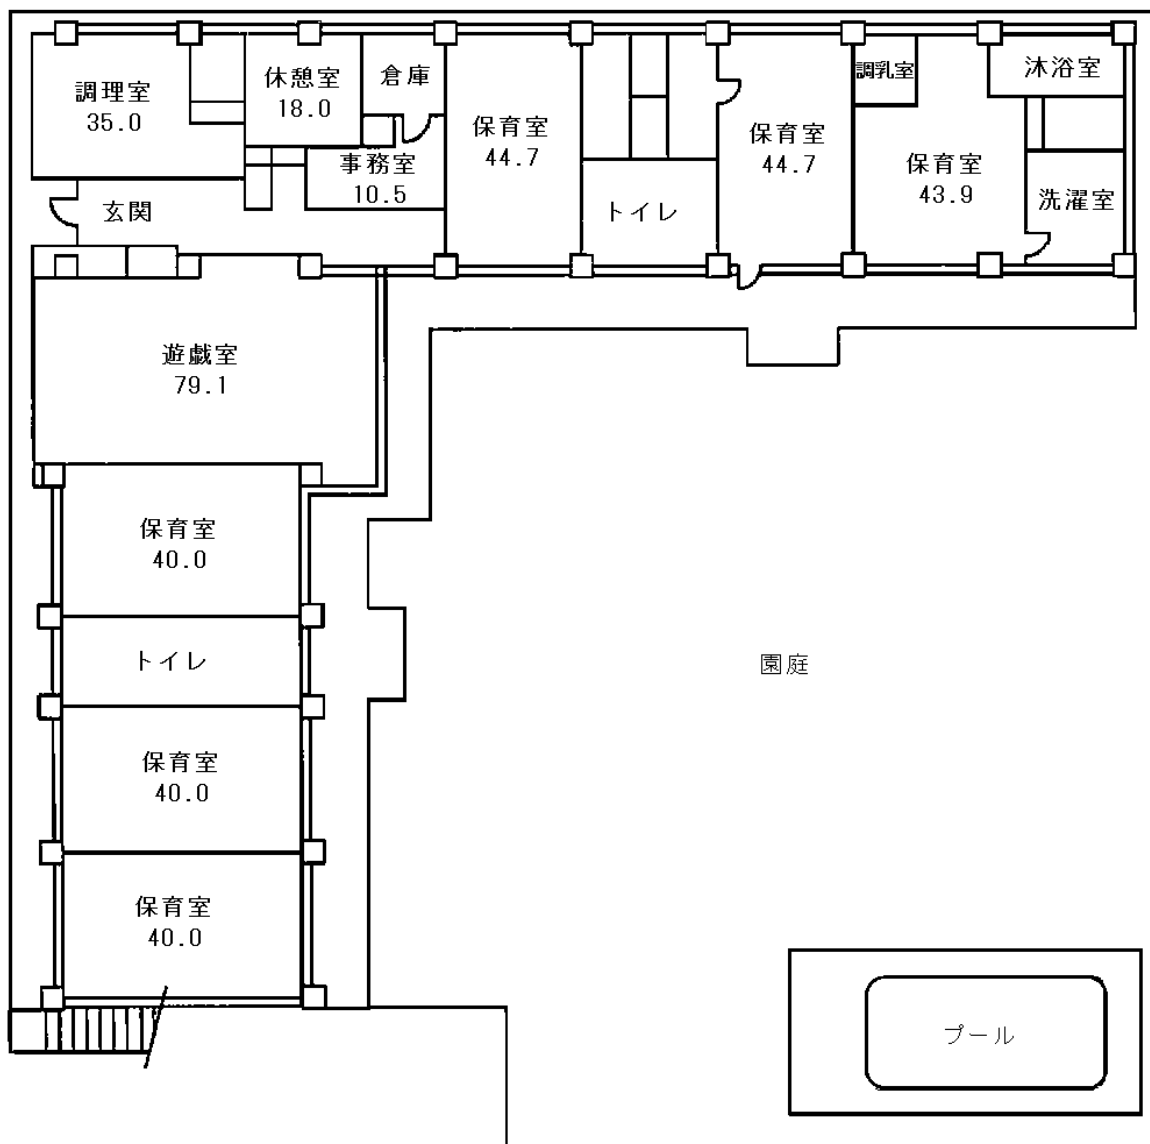 調理室
35.0
休憩室
18.0
倉庫
事務室
10.5
玄関
保育室
44.7
トイレ
保育室
44.7
調乳室
保育室
43.9
沐浴室
洗濯室
遊戯室
79.1
保育室
40.0
トイレ
保育室
40.0
保育室
40.0
園庭
プール